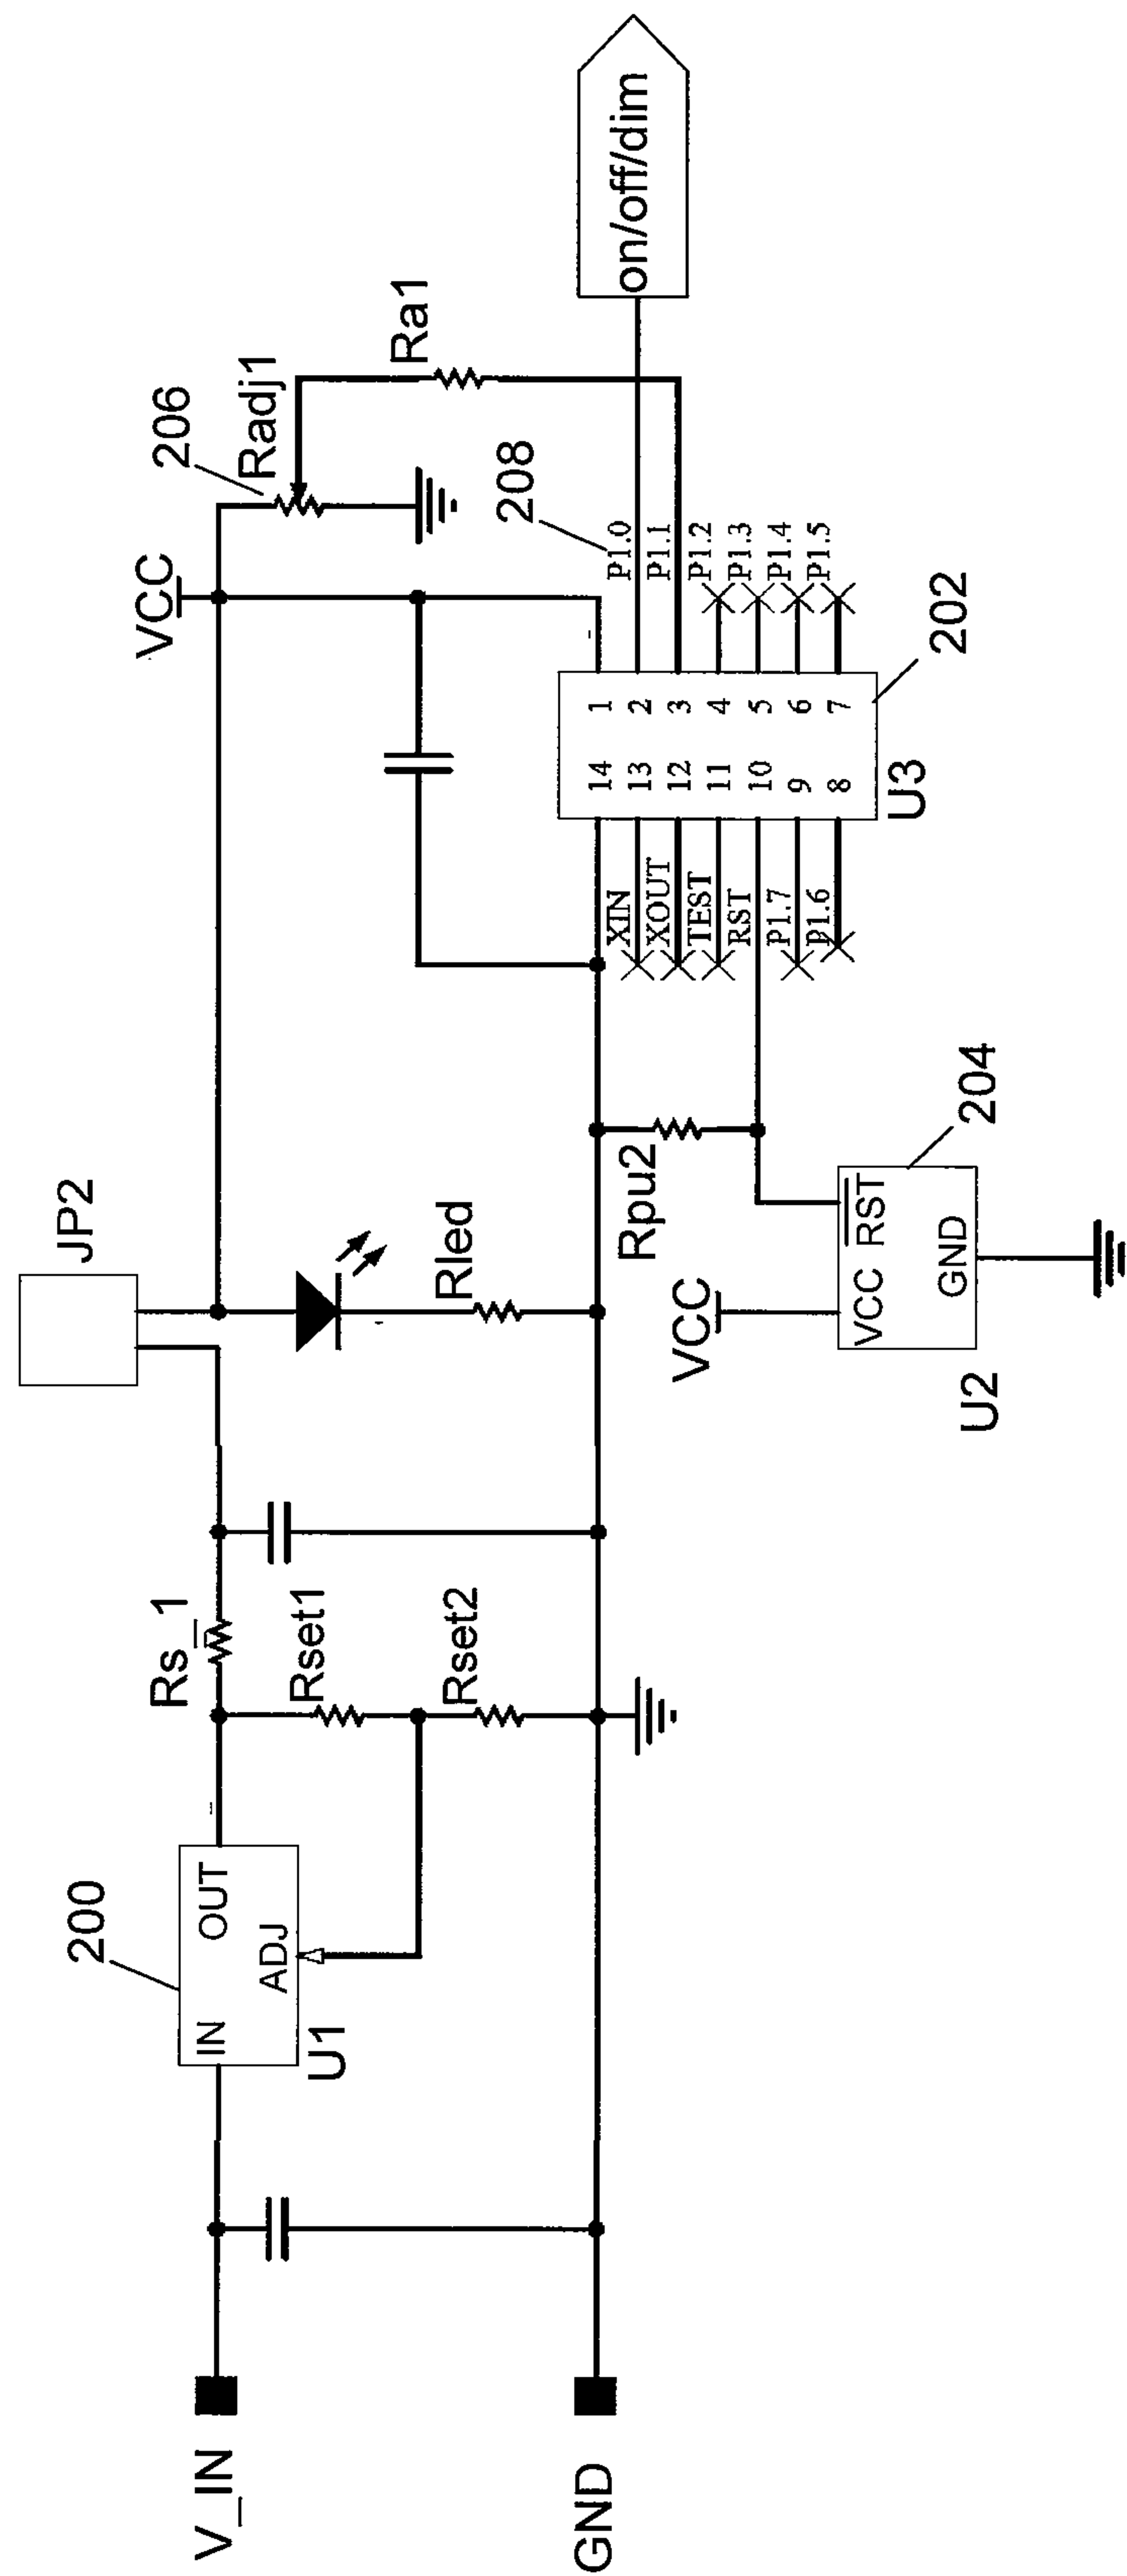 V_IN
GND
200
IN
OUT
ADJ
U1
Rs_1
Rset1
Rset2
JP2
Rled
VCC
VCC
RST
GND
U2
204
Rpu2
XIN
XOUT
TEST
RST
P1.7
P1.6
14 1
13 2
12 3
11 4
10 5
9 6
8 7
U3
202
P1.0
P1.1
P1.2
P1.3
P1.4
P1.5
208
VCC
206
Radj1
Ra1
on/off/dim